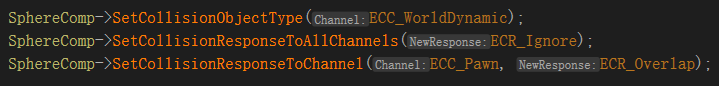 SphereComp->SetCollisionObjectType(Channel:ECC_WorldDynamic);
SphereComp->SetCollisionResponseToAllChannels(NewResponse:ECR_Ignore);
SphereComp->SetCollisionResponseToChannel(Channel:ECC_Pawn, NewResponse:ECR_Overlap);